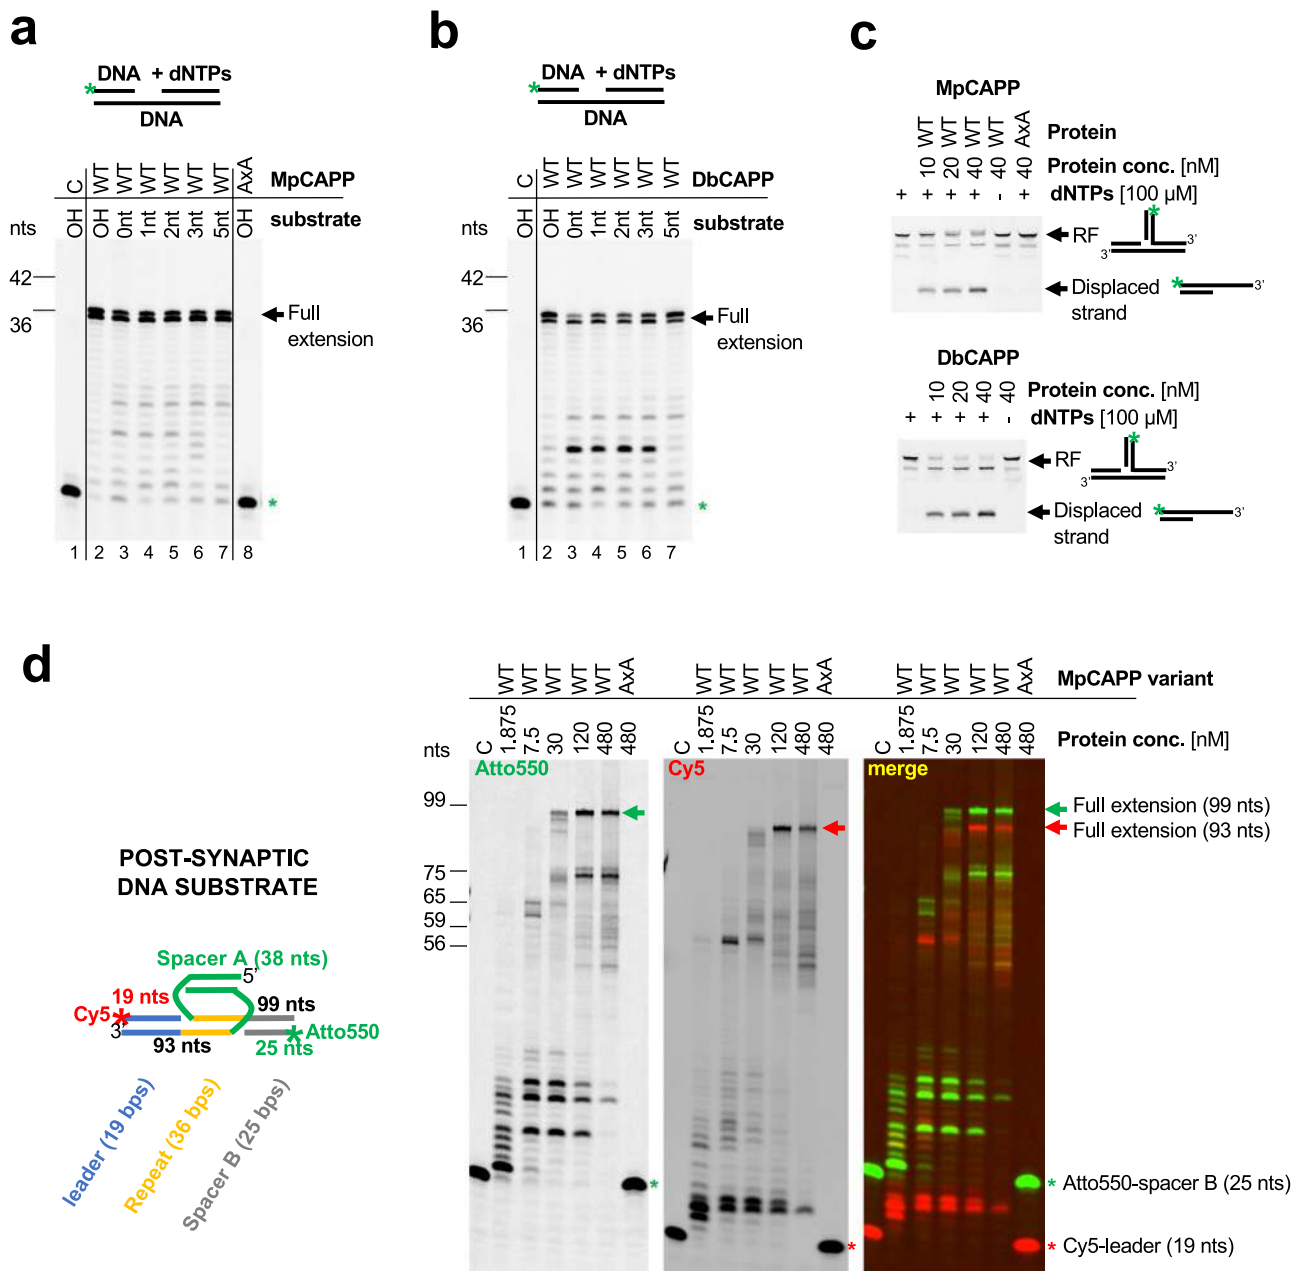 a
DNA + dNTPs
*
DNA
C WT WT WT WT WT WT AxA MpCAPP
OH OH 0nt 1nt 2nt 3nt 5nt OH substrate
nts
42
36
Full
extension
*
1 2 3 4 5 6 7 8
b
DNA + dNTPs
*
DNA
C WT WT WT WT WT WT DbCAPP
OH OH 0nt 1nt 2nt 3nt 5nt substrate
nts
42
36
Full
extension
*
1 2 3 4 5 6 7
c
MpCAPP
WT WT WT WT AxA Protein
10 20 40 40 40 Protein conc. [nM]
+ + + + - + dNTPs [100 µM]
RF
*
3' 3'
Displaced
strand
* 3'
DbCAPP
10 20 40 40 Protein conc. [nM]
+ + + + - dNTPs [100 µM]
RF
*
3' 3'
Displaced
strand
* 3'
d
POST-SYNAPTIC
DNA SUBSTRATE
Spacer A (38 nts)
5'
19 nts
99 nts
Cy5 *
3'
* Atto550
93 nts
25 nts
leader (19 bps)
Repeat (36 bps)
Spacer B (25 bps)
WT WT WT WT WT AxA WT WT WT WT WT AxA WT WT WT WT WT AxA MpCAPP variant
C 1.875 7.5 30 120 480 480 C 1.875 7.5 30 120 480 480 C 1.875 7.5 30 120 480 480 Protein conc. [nM]
nts
Atto550
Cy5
merge
99
75
65
59
56
Full extension (99 nts)
Full extension (93 nts)
* Atto550-spacer B (25 nts)
* Cy5-leader (19 nts)
*
*